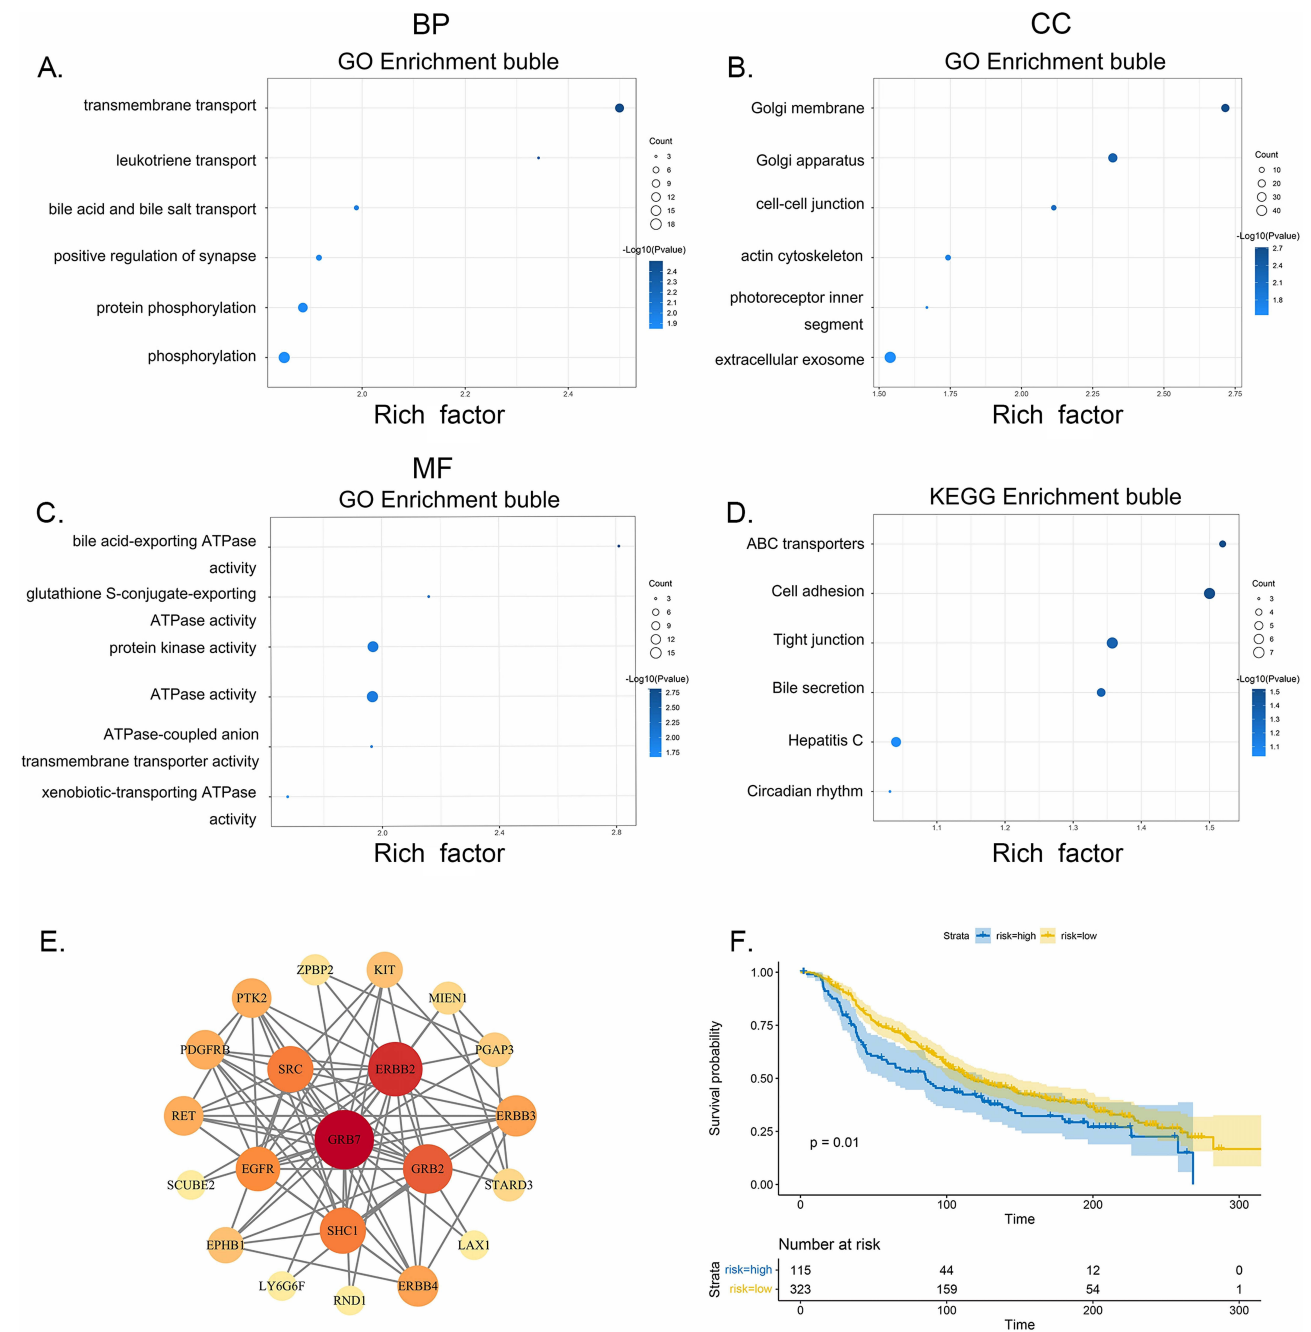 BP
A.
GO Enrichment buble
transmembrane transport
leukotriene transport
bile acid and bile salt transport
positive regulation of synapse
protein phosphorylation
phosphorylation
2.0 2.2 2.4
Rich factor
Count
3
6
9
12
15
18
-Log10(Pvalue)
2.4
2.3
2.2
2.1
2.0
1.9
CC
B.
GO Enrichment buble
Golgi membrane
Golgi apparatus
cell-cell junction
actin cytoskeleton
photoreceptor inner
segment
extracellular exosome
1.50 1.75 2.00 2.25 2.50 2.75
Rich factor
Count
10
20
30
40
-Log10(Pvalue)
2.7
2.4
2.1
1.8
MF
C.
GO Enrichment buble
bile acid-exporting ATPase
activity
glutathione S-conjugate-exporting
ATPase activity
protein kinase activity
ATPase activity
ATPase-coupled anion
transmembrane transporter activity
xenobiotic-transporting ATPase
activity
2.0 2.4 2.8
Rich factor
Count
3
6
9
12
15
-Log10(Pvalue)
2.75
2.50
2.25
2.00
1.75
D.
KEGG Enrichment buble
ABC transporters
Cell adhesion
Tight junction
Bile secretion
Hepatitis C
Circadian rhythm
1.1 1.2 1.3 1.4 1.5
Rich factor
Count
3
4
5
6
7
-Log10(Pvalue)
1.5
1.4
1.3
1.2
1.1
E.
ZPBP2
KIT
PTK2
MIEN1
PDGFRB
PGAP3
SRC
ERBB2
RET
ERBB3
GRB7
EGFR
GRB2
SCUBE2
STARD3
SHC1
EPHB1
LAX1
LY6G6F
ERBB4
RND1
F.
Strata risk=high risk=low
Survival probability
1.00
0.75
0.50
0.25
0.00
p = 0.01
0 100 200 300
Time
Number at risk
Strata
risk=high 115 44 12 0
risk=low 323 159 54 1
0 100 200 300
Time